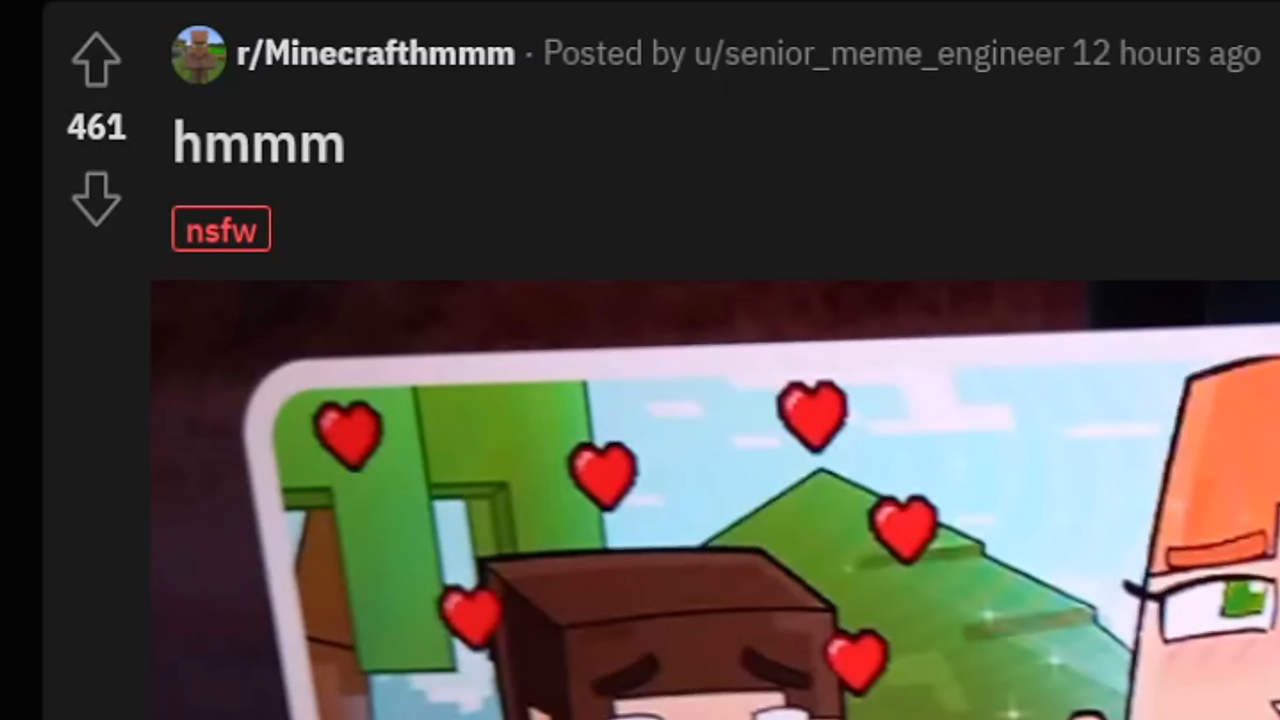 r/Minecrafthmmm · Posted by u/senior_meme_engineer 12 hours ago
461
hmmm
nsfw